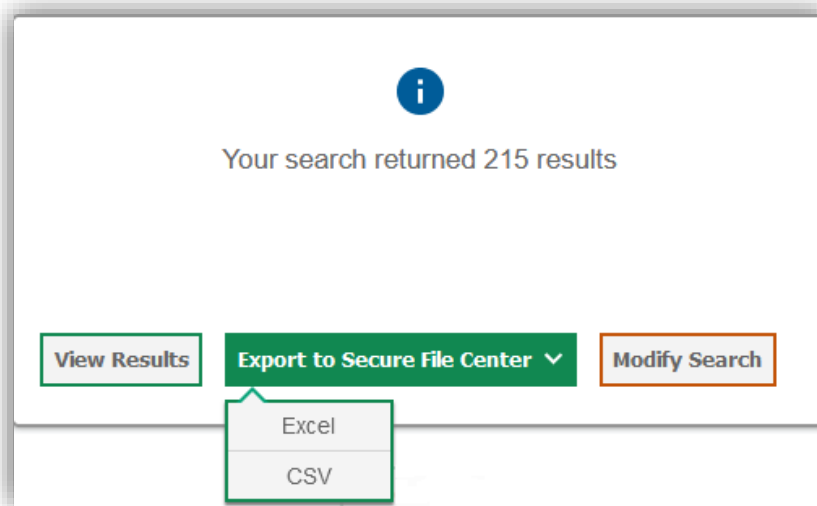 i
Your search returned 215 results
View Results
Export to Secure File Center
Modify Search
Excel
CSV